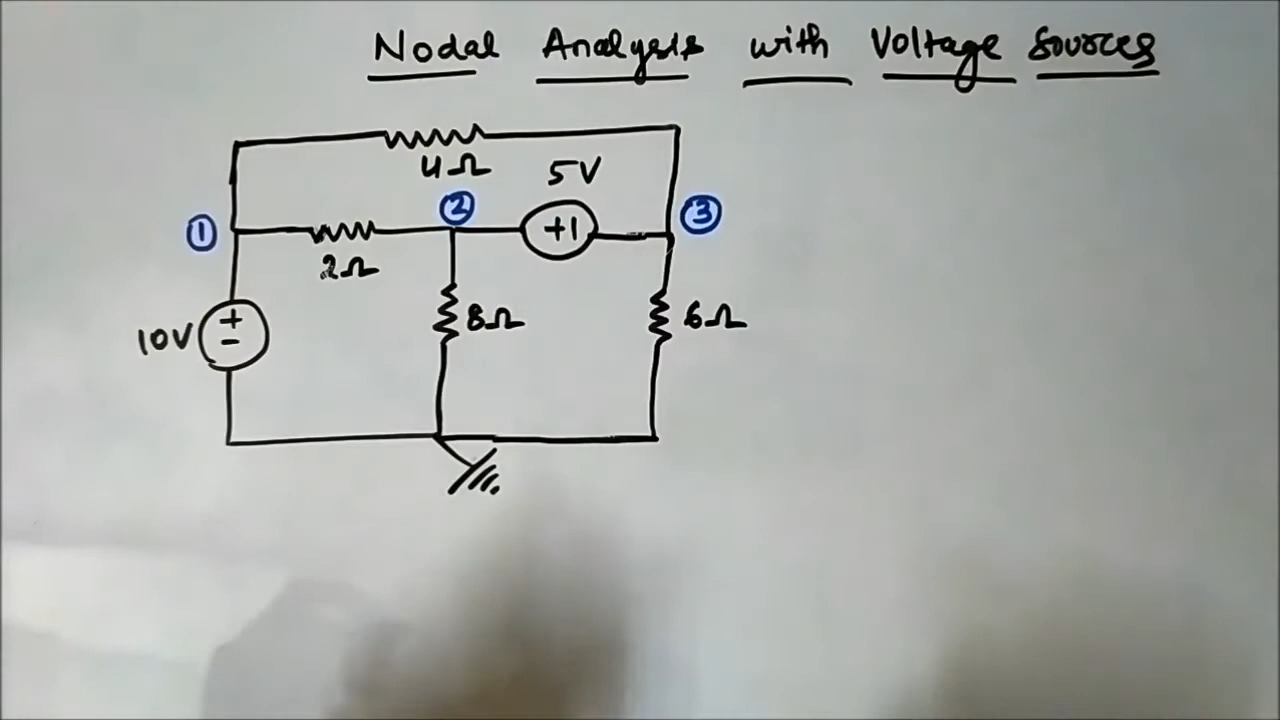 Nodal Analysis with Voltage Sources
4Ω
5V
① ② ③
+|
2Ω
10V
+
-
8Ω
6Ω